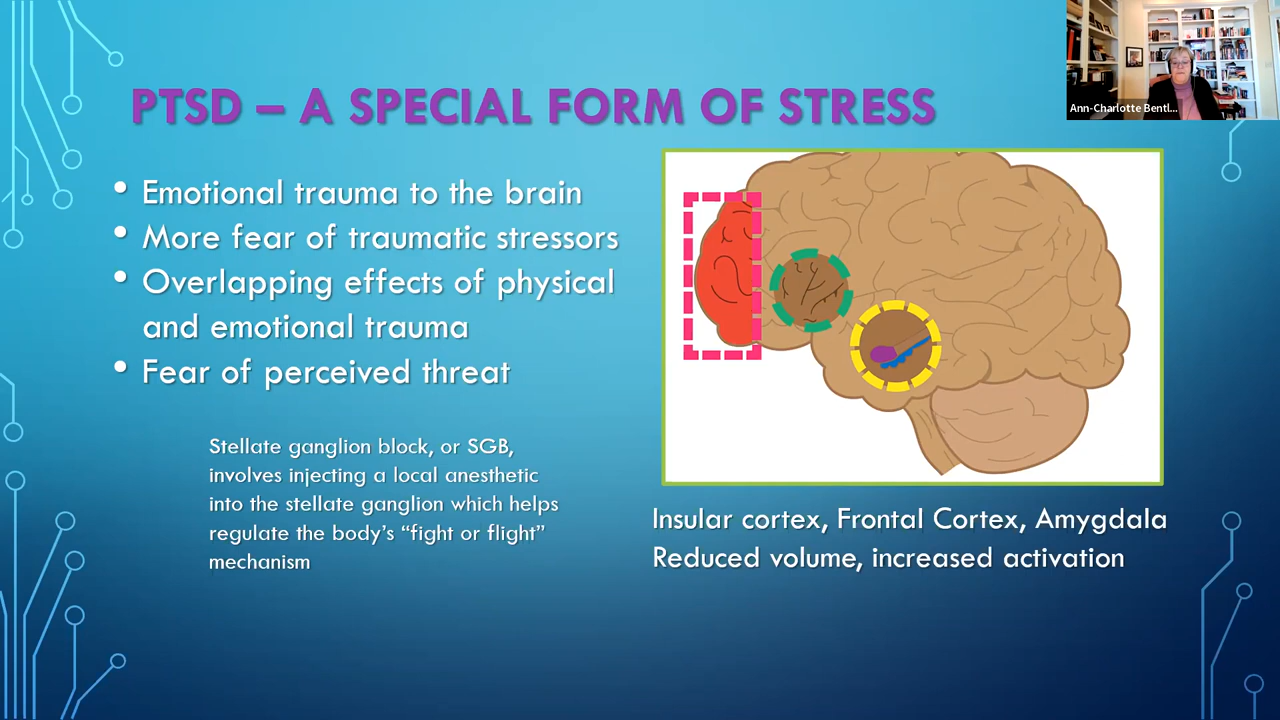 PTSD – A SPECIAL FORM OF STRESS
Ann-Charlotte Bentl...
• Emotional trauma to the brain
• More fear of traumatic stressors
• Overlapping effects of physical
and emotional trauma
• Fear of perceived threat
Stellate ganglion block, or SGB,
involves injecting a local anesthetic
into the stellate ganglion which helps
regulate the body’s “fight or flight”
mechanism
Insular cortex, Frontal Cortex, Amygdala
Reduced volume, increased activation